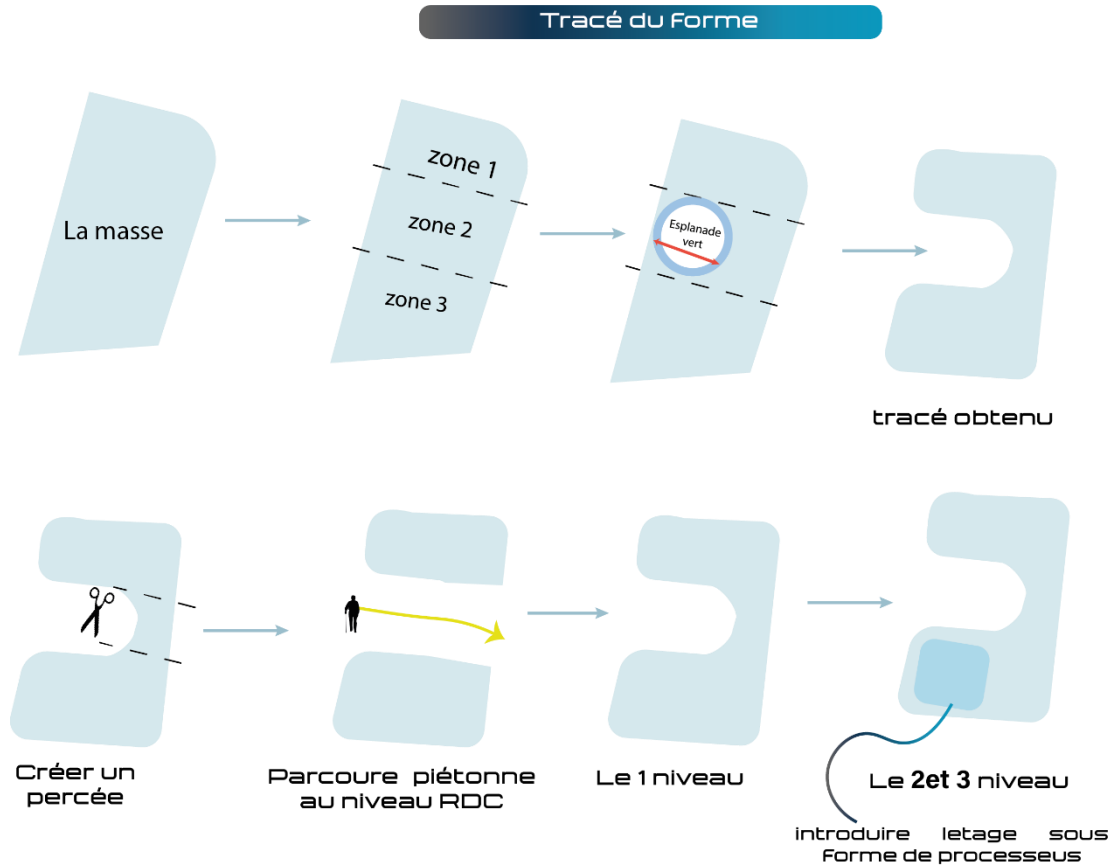 Tracé du Forme
La masse
zone 1
zone 2
zone 3
Esplanade
vert
tracé obtenu
Créer un
percée
Parcoure piétonne
au niveau RDC
Le 1 niveau
Le 2et 3 niveau
introduire letage sous
Forme de processeus